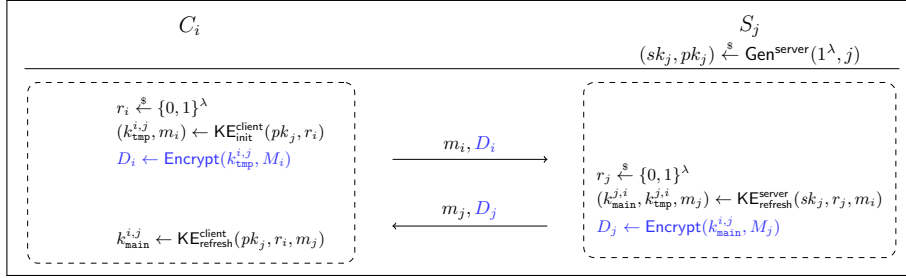 C_i S_j
(sk_j, pk_j) ←$ Gen^server(1^λ, j)
r_i ←$ {0, 1}^λ
(k_tmp^{i,j}, m_i) ← KE_init^client(pk_j, r_i)
D_i ← Encrypt(k_tmp^{i,j}, M_i)
m_i, D_i
r_j ←$ {0, 1}^λ
(k_main^{j,i}, k_tmp^{j,i}, m_j) ← KE_refresh^server(sk_j, r_j, m_i)
D_j ← Encrypt(k_main^{i,j}, M_j)
m_j, D_j
k_main^{i,j} ← KE_refresh^client(pk_j, r_i, m_j)